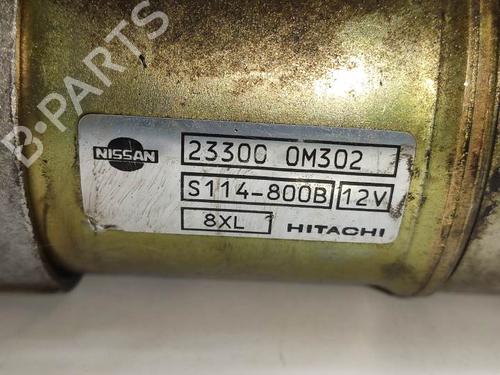 B-PARTS
NISSAN
23300 0M302
S114-800B 12V
8XL HITACHI